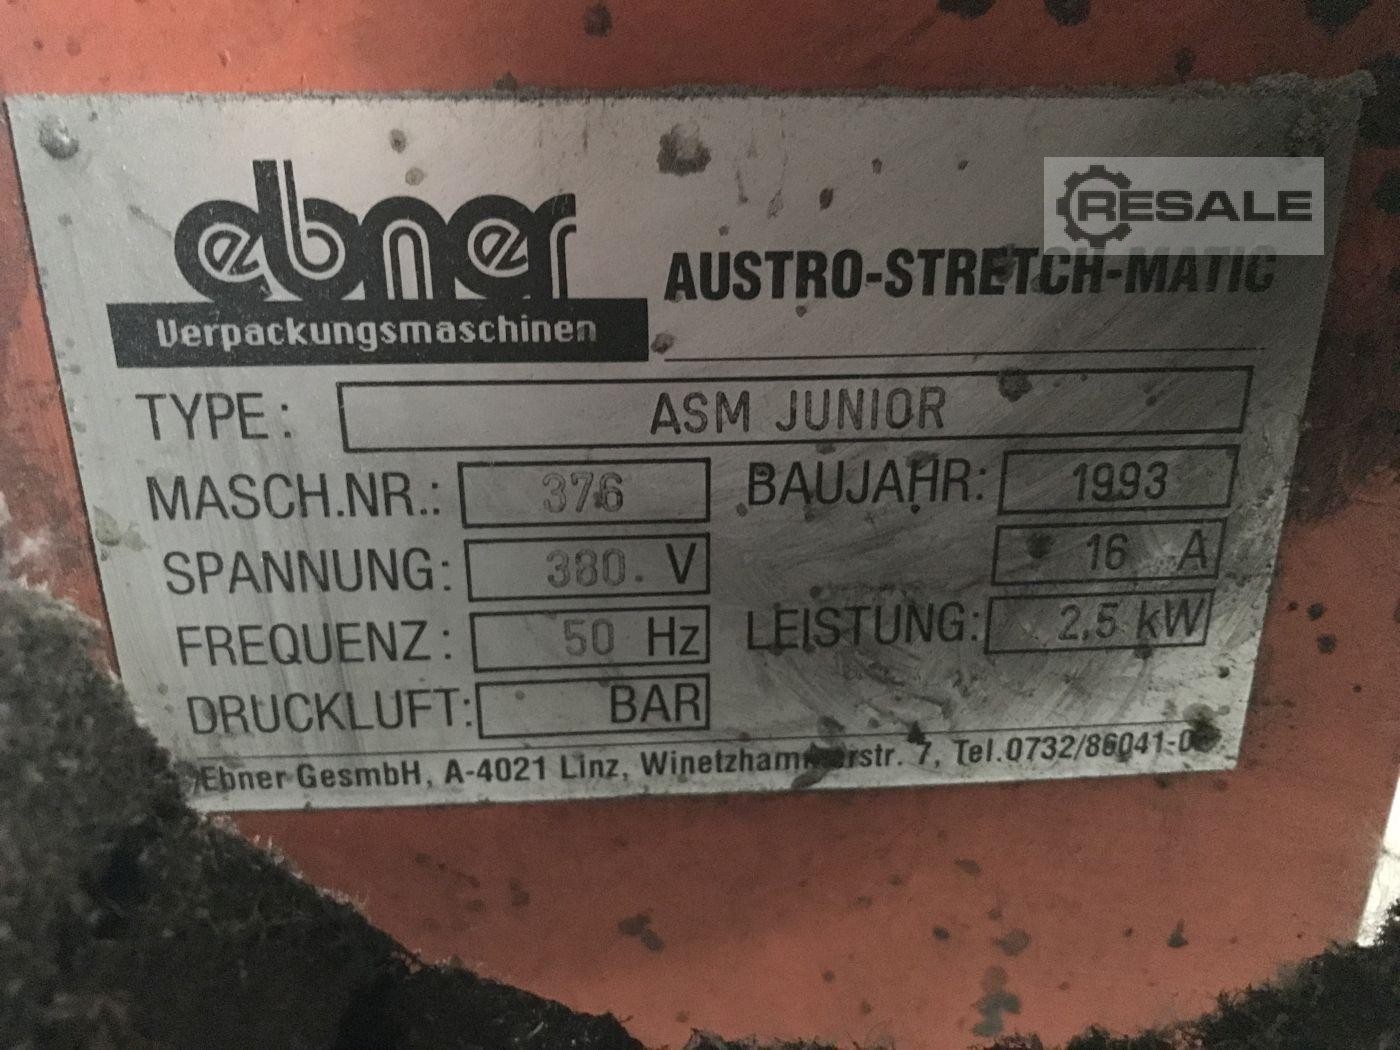 RESALE
ebner
Verpackungsmaschinen
AUSTRO-STRETCH-MATIC
TYPE: ASM JUNIOR
MASCH.NR.: 376 BAUJAHR: 1993
SPANNUNG: 380. V 16 A
FREQUENZ: 50 Hz LEISTUNG: 2,5 kW
DRUCKLUFT: BAR
Ebner GesmbH, A-4021 Linz, Winetzhammerstr. 7, Tel.0732/86041-0